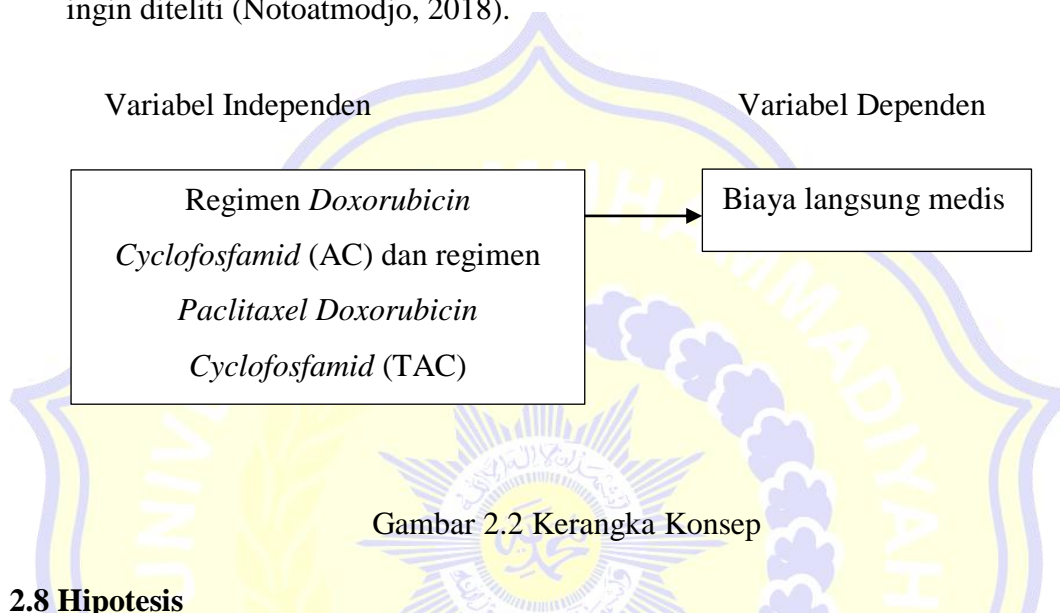 ingin diteliti (Notoatmodjo, 2018).
Variabel Independen
Variabel Dependen
Regimen Doxorubicin
Cyclofosfamid (AC) dan regimen
Paclitaxel Doxorubicin
Cyclofosfamid (TAC)
Biaya langsung medis
Gambar 2.2 Kerangka Konsep
2.8 Hipotesis